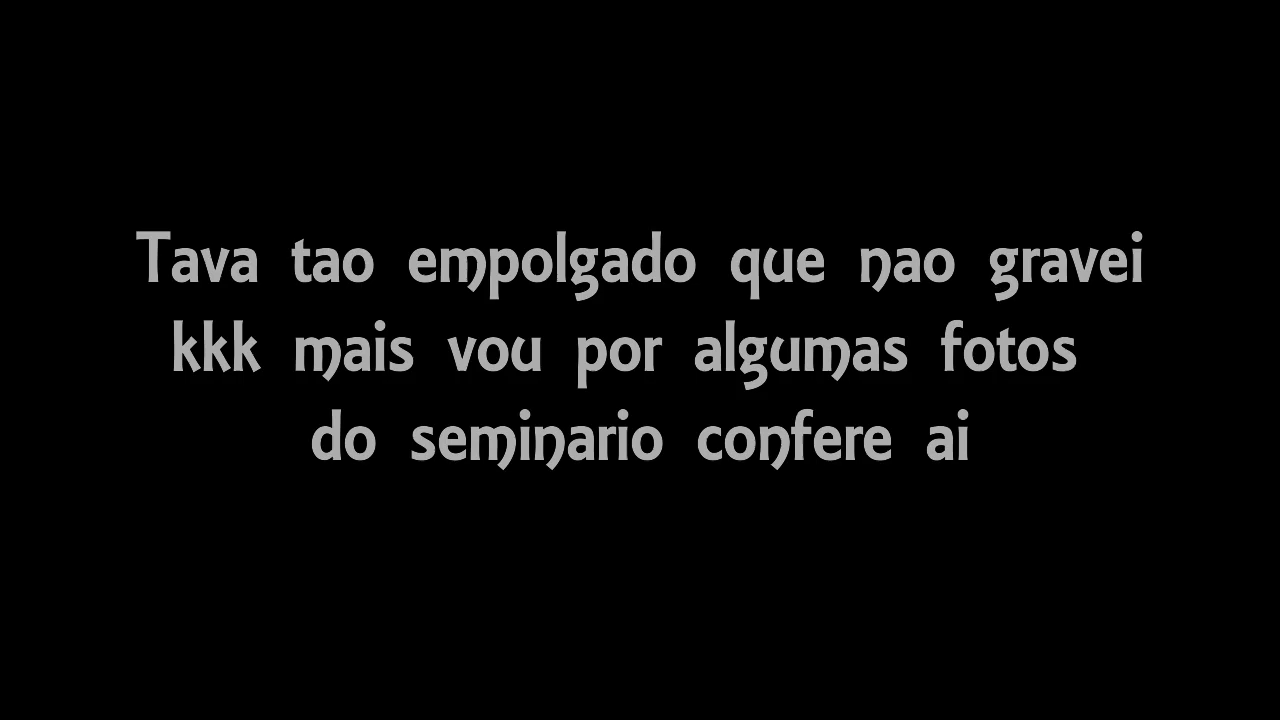 Tava tao empolgado que nao gravei
kkk mais vou por algumas fotos
do seminario confere ai